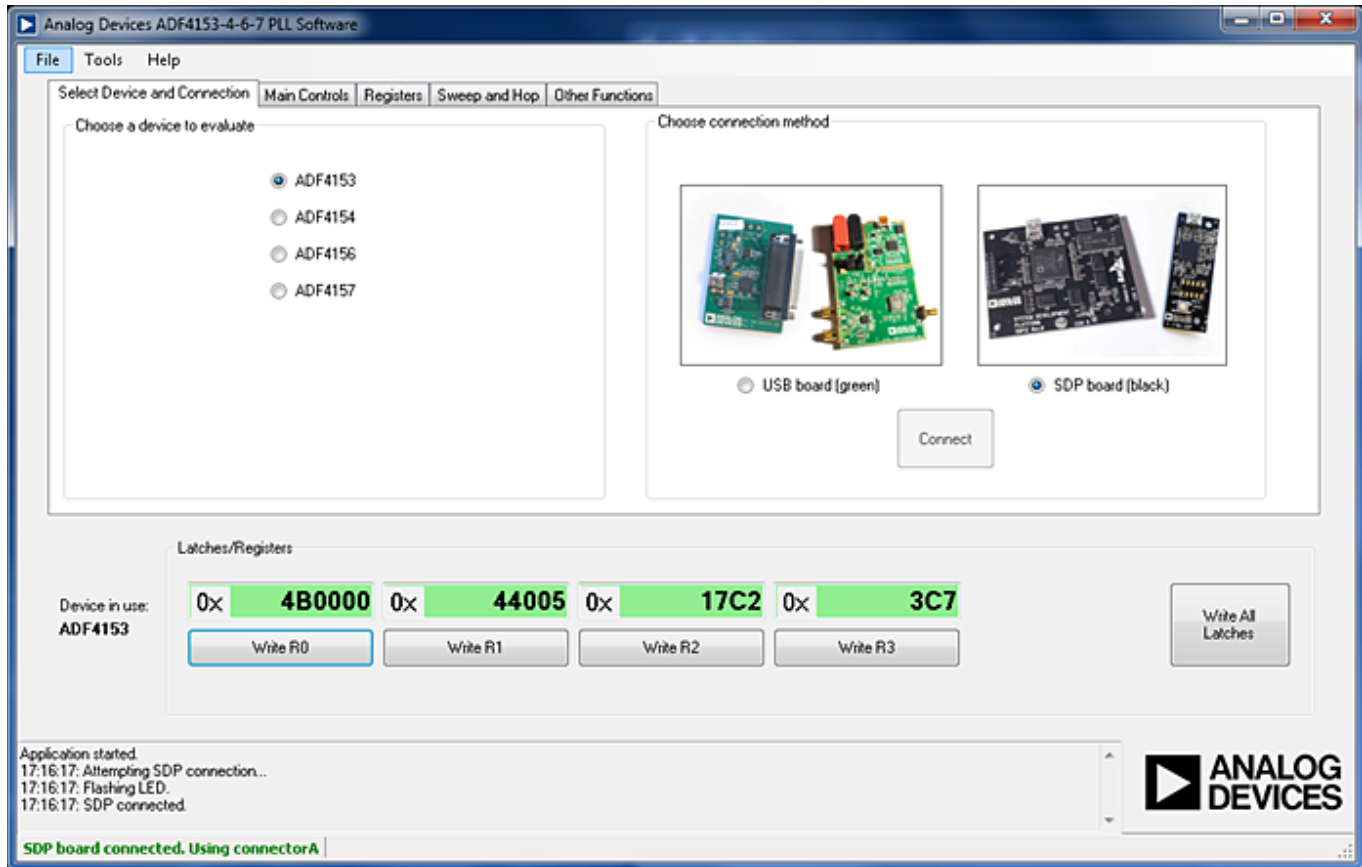 Analog Devices ADF4153-4-6-7 PLL Software
File Tools Help
Select Device and Connection Main Controls Registers Sweep and Hop Other Functions
Choose a device to evaluate
ADF4153
ADF4154
ADF4156
ADF4157
Choose connection method
USB board (green)
SDP board (black)
Connect
Latches/Registers
Device in use:
ADF4153
0x 4B0000 0x 44005 0x 17C2 0x 3C7
Write R0 Write R1 Write R2 Write R3
Write All
Latches
Application started.
17:16:17: Attempting SDP connection...
17:16:17: Flashing LED.
17:16:17: SDP connected.
ANALOG
DEVICES
SDP board connected. Using connectorA